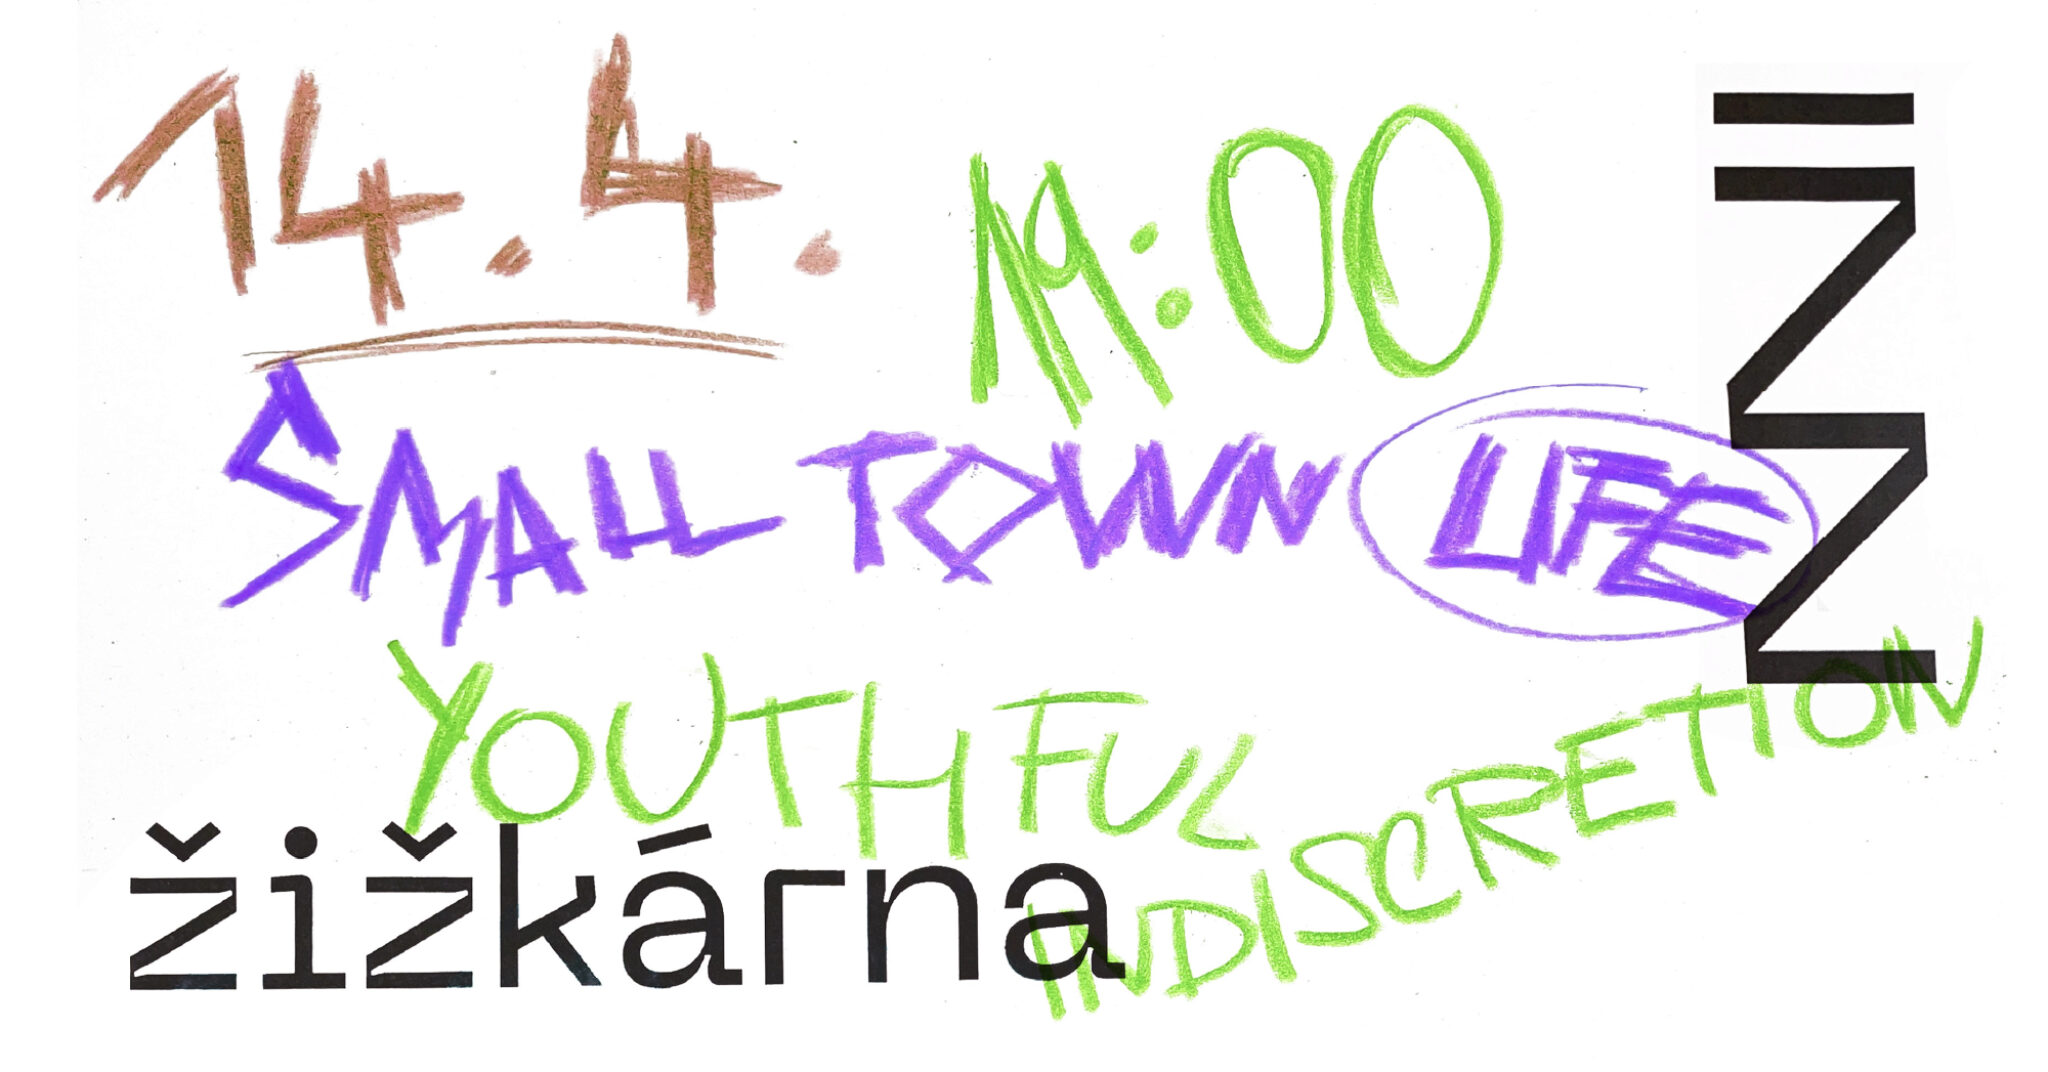 14.4. 19:00
SMALL TOWN LIFE
YOUTHFUL
INDISCRETION
žižkárna